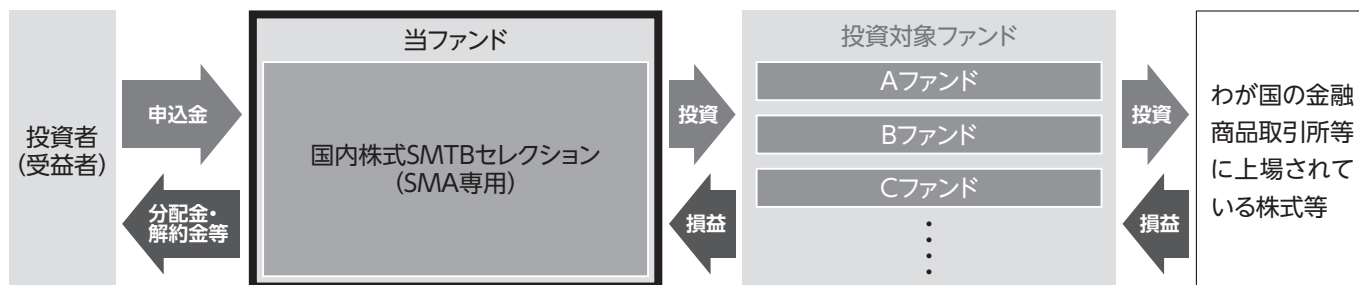 投資者
(受益者)
申込金
分配金・
解約金等
当ファンド
国内株式SMTBセレクション
(SMA専用)
投資
損益
投資対象ファンド
Aファンド
Bファンド
Cファンド
投資
損益
わが国の金融
商品取引所等
に上場されて
いる株式等